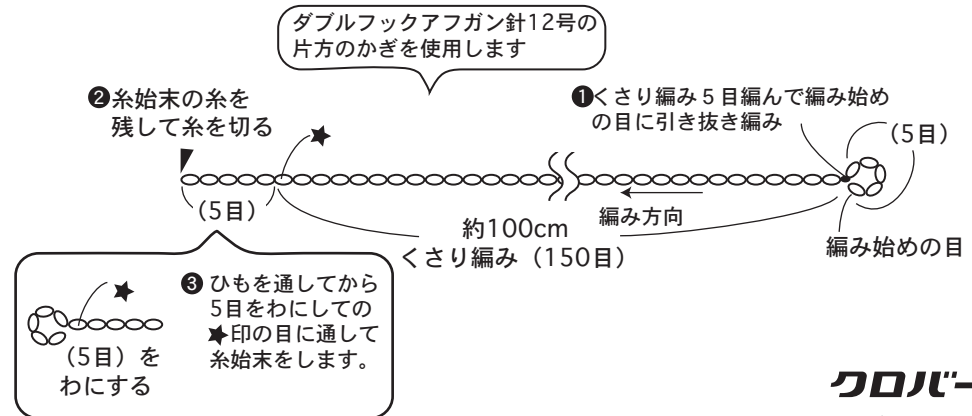 ダブルフックアフガン針12号の
片方のかぎを使用します
❷糸始末の糸を
残して糸を切る
★
❶くさり編み5目編んで編み始め
の目に引き抜き編み
(5目)
(5目)
約100cm
くさり編み（150目）
編み方向
編み始めの目
★
(5目）を
わにする
❸ ひもを通してから
5目をわにしての
★印の目に通して
糸始末をします。
クロバー